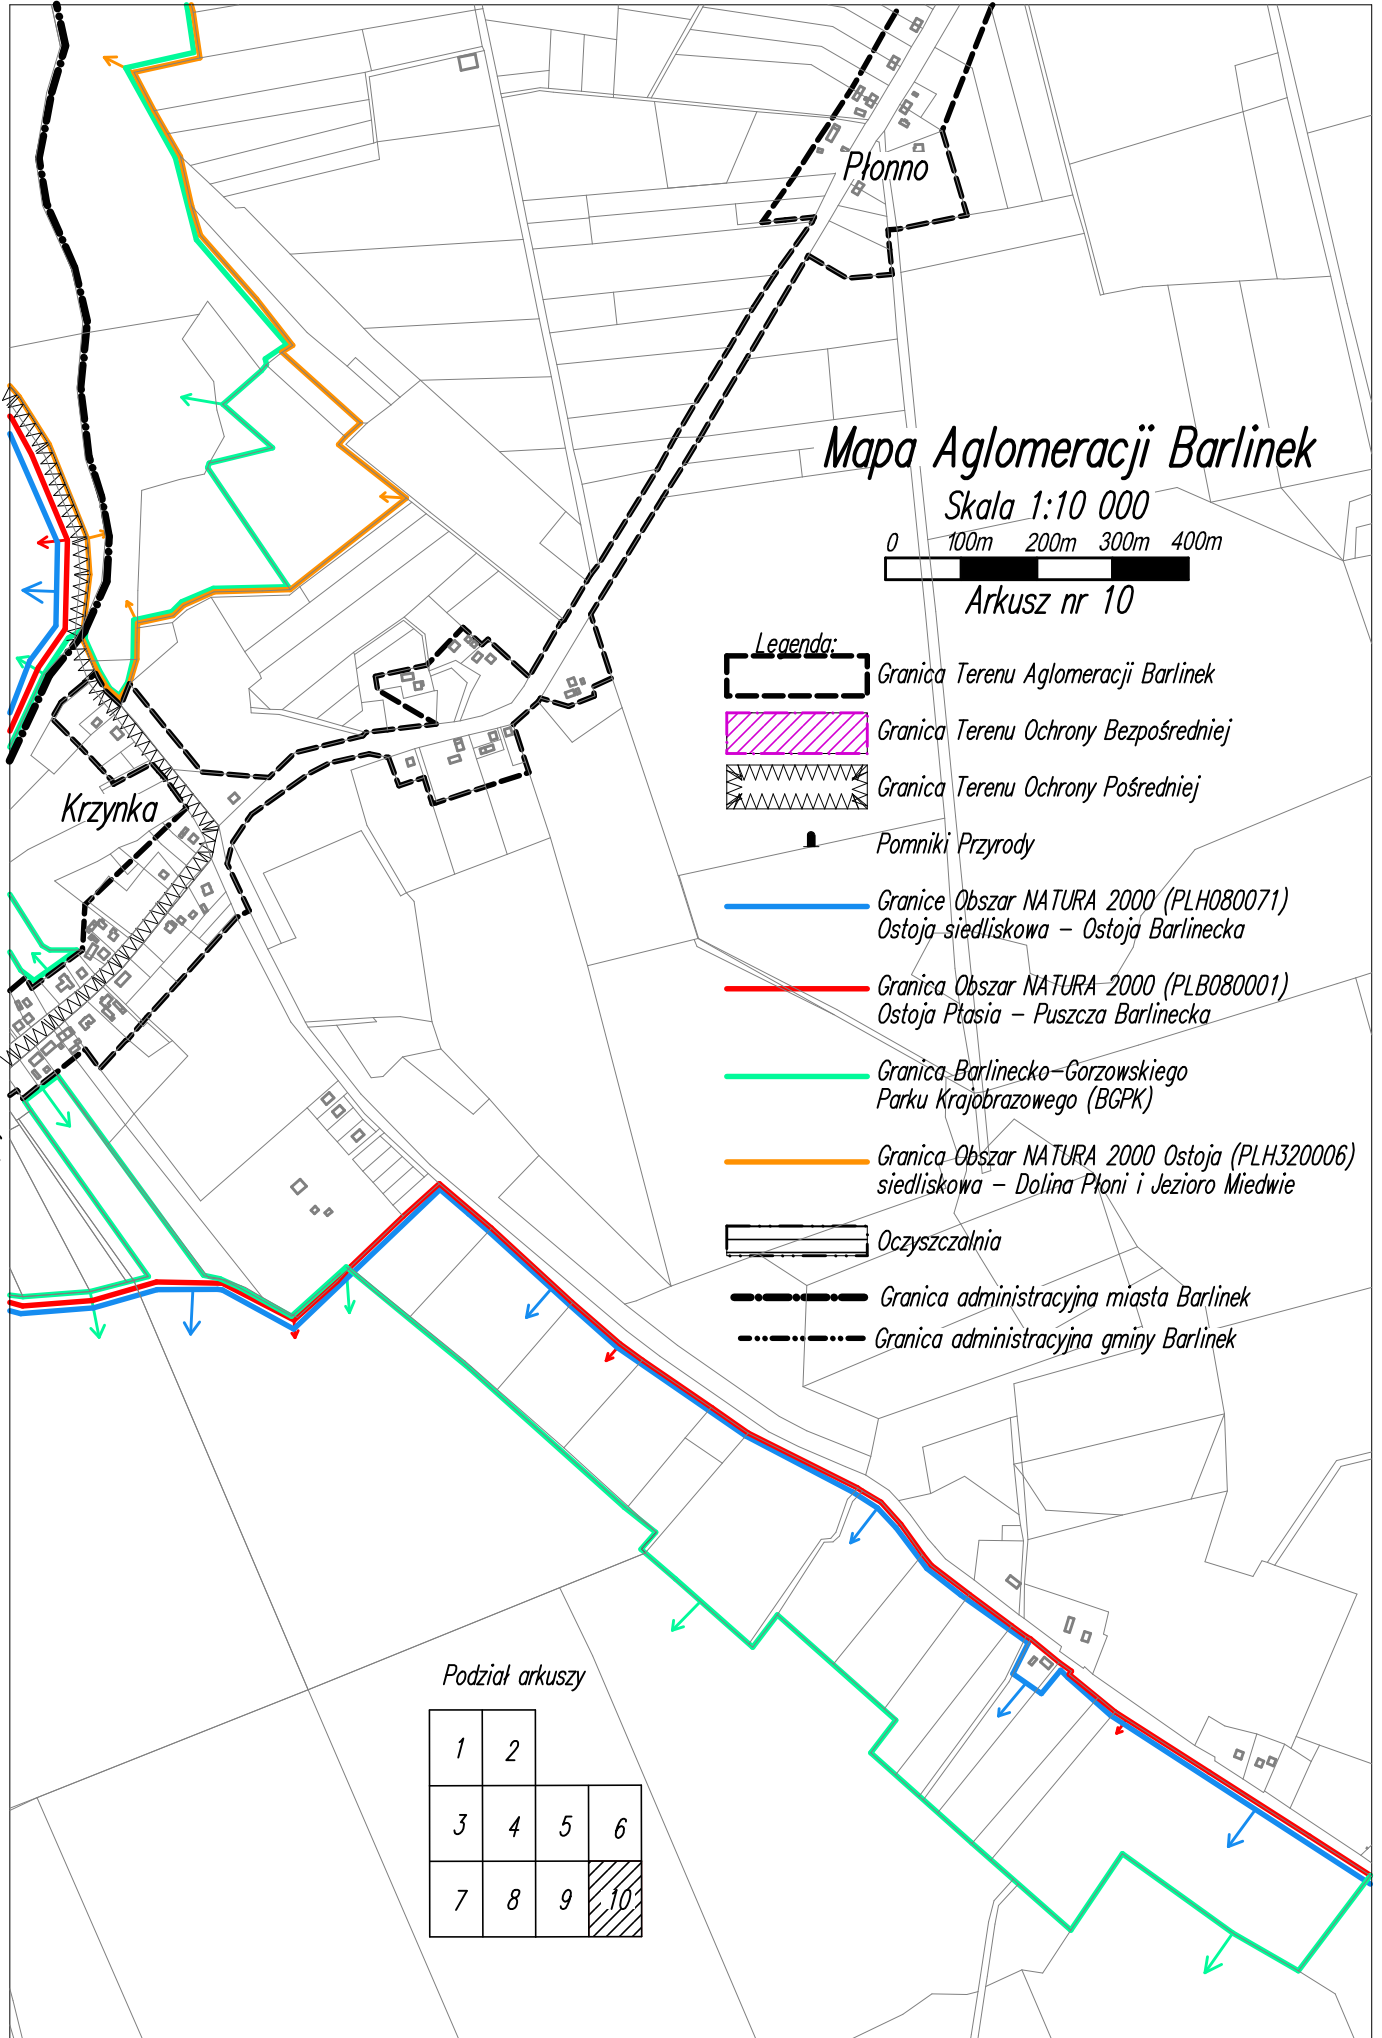 Płonno
Mapa Aglomeracji Barlinek
Skala 1:10 000
0 100m 200m 300m 400m
Arkusz nr 10
Legenda:
Granica Terenu Aglomeracji Barlinek
Granica Terenu Ochrony Bezpośredniej
Granica Terenu Ochrony Pośredniej
Pomniki Przyrody
Granice Obszar NATURA 2000 (PLH080071)
Ostoja siedliskowa – Ostoja Barlinecka
Granica Obszar NATURA 2000 (PLB080001)
Ostoja Ptasia – Puszcza Barlinecka
Granica Barlinecko-Gorzowskiego
Parku Krajobrazowego (BGPK)
Granica Obszar NATURA 2000 Ostoja (PLH320006)
siedliskowa – Dolina Płoni i Jezioro Miedwie
Oczyszczalnia
Granica administracyjna miasta Barlinek
Granica administracyjna gminy Barlinek
Krzynka
Podział arkuszy
1 2
3 4 5 6
7 8 9 10